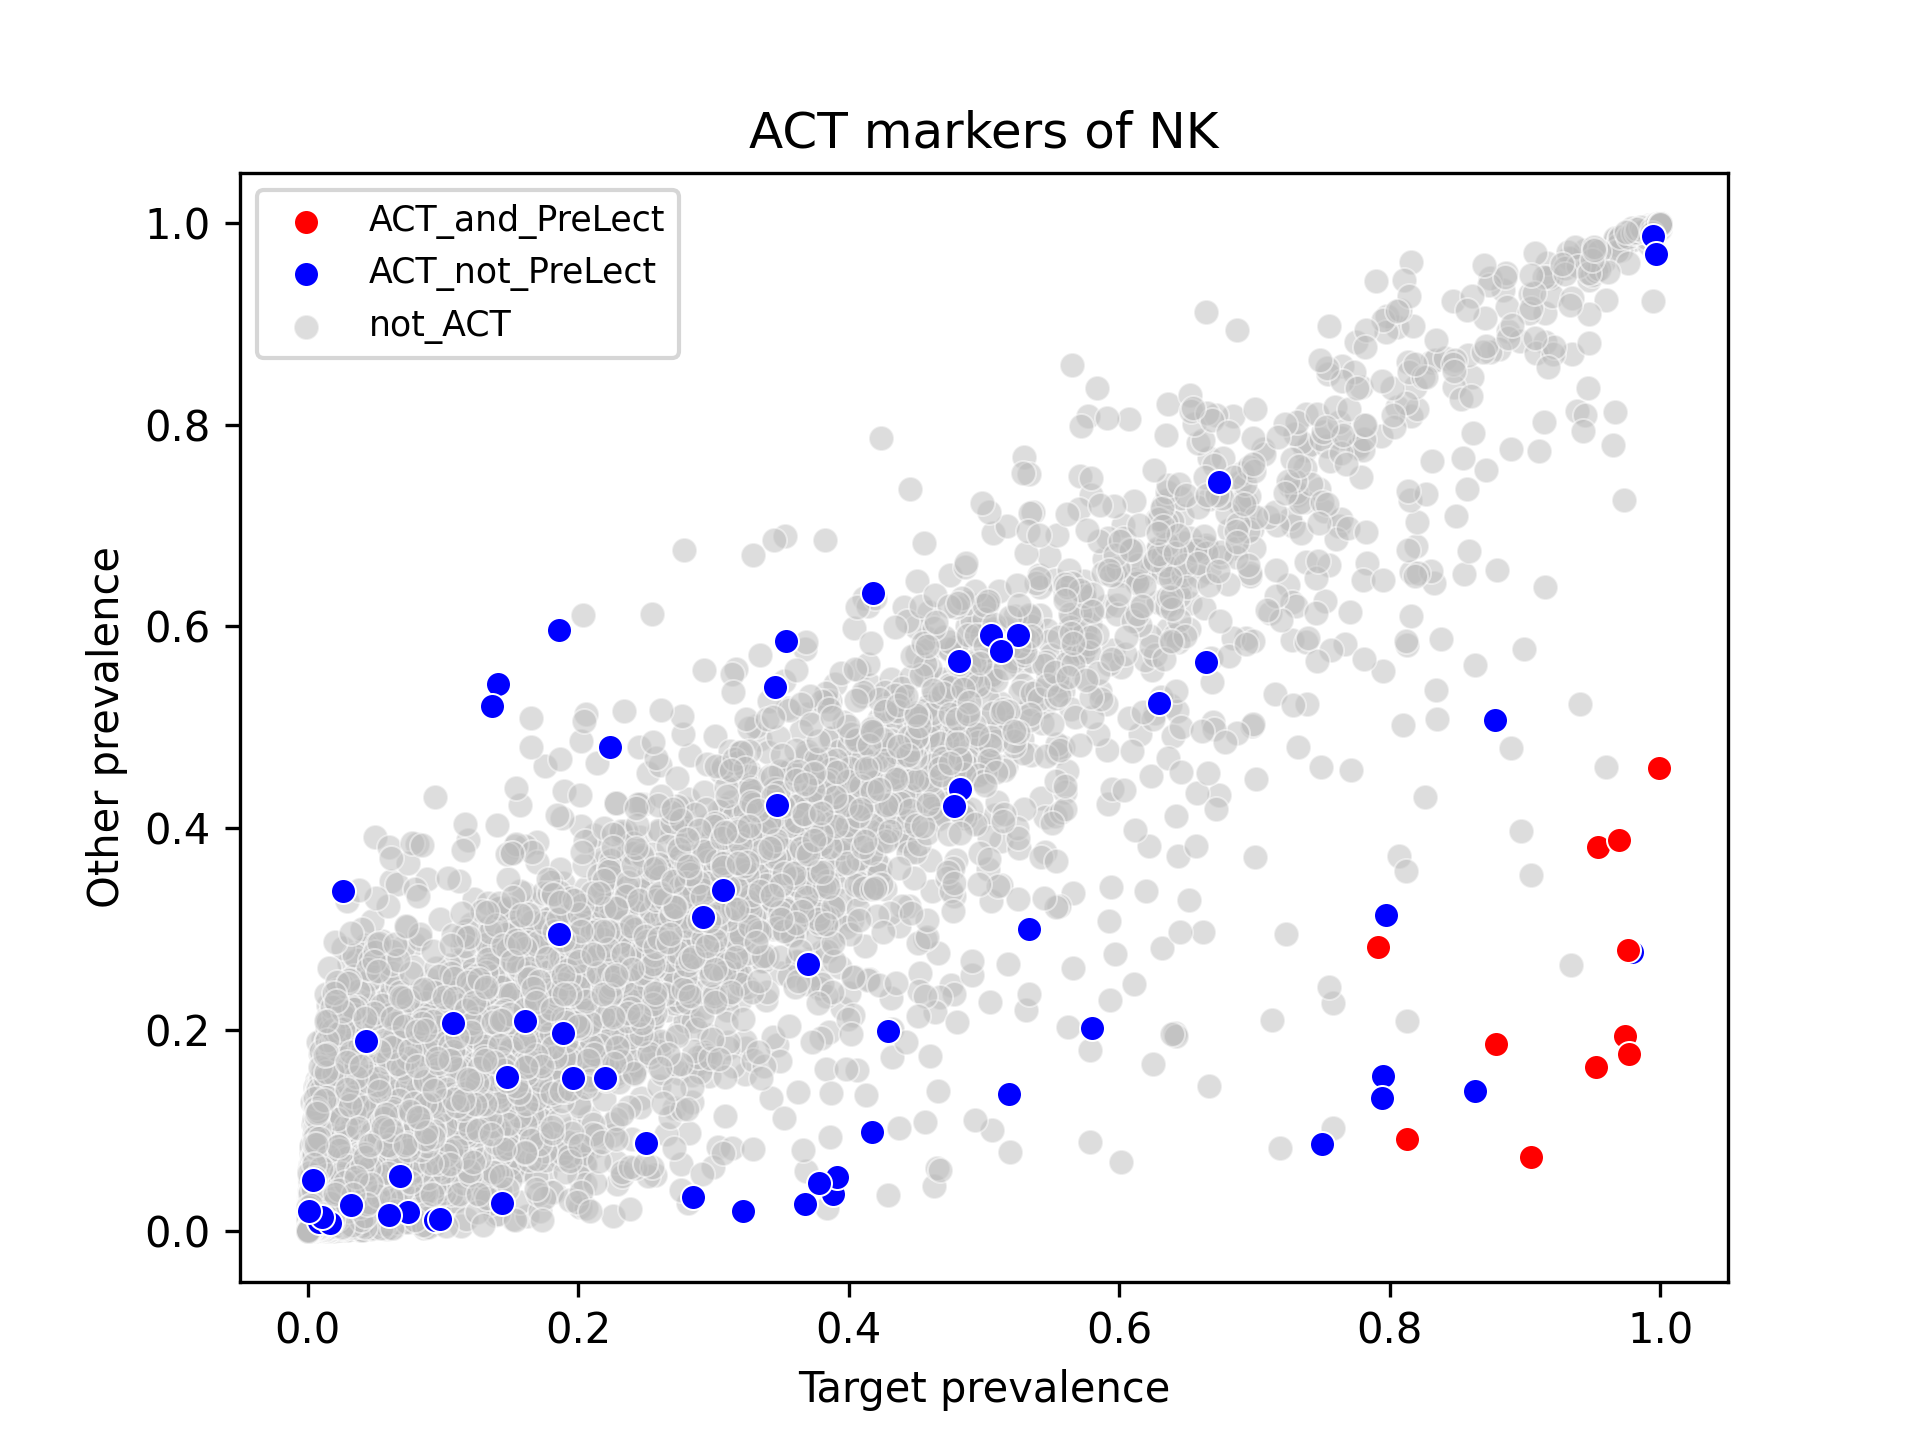 ACT markers of NK
ACT_and_PreLect
ACT_not_PreLect
not_ACT
1.0
0.8
0.6
0.4
0.2
0.0
Other prevalence
0.0 0.2 0.4 0.6 0.8 1.0
Target prevalence